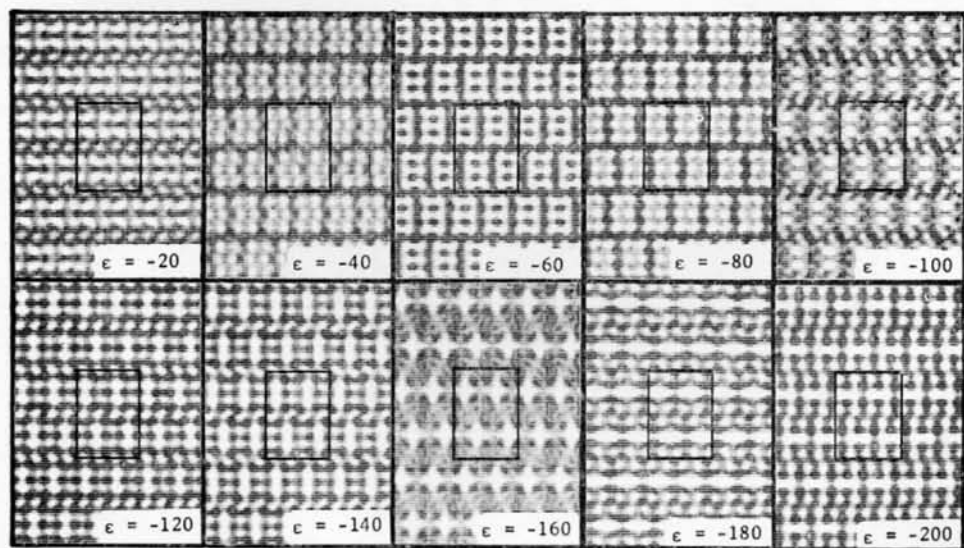 ε = -20
ε = -40
ε = -60
ε = -80
ε = -100
ε = -120
ε = -140
ε = -160
ε = -180
ε = -200